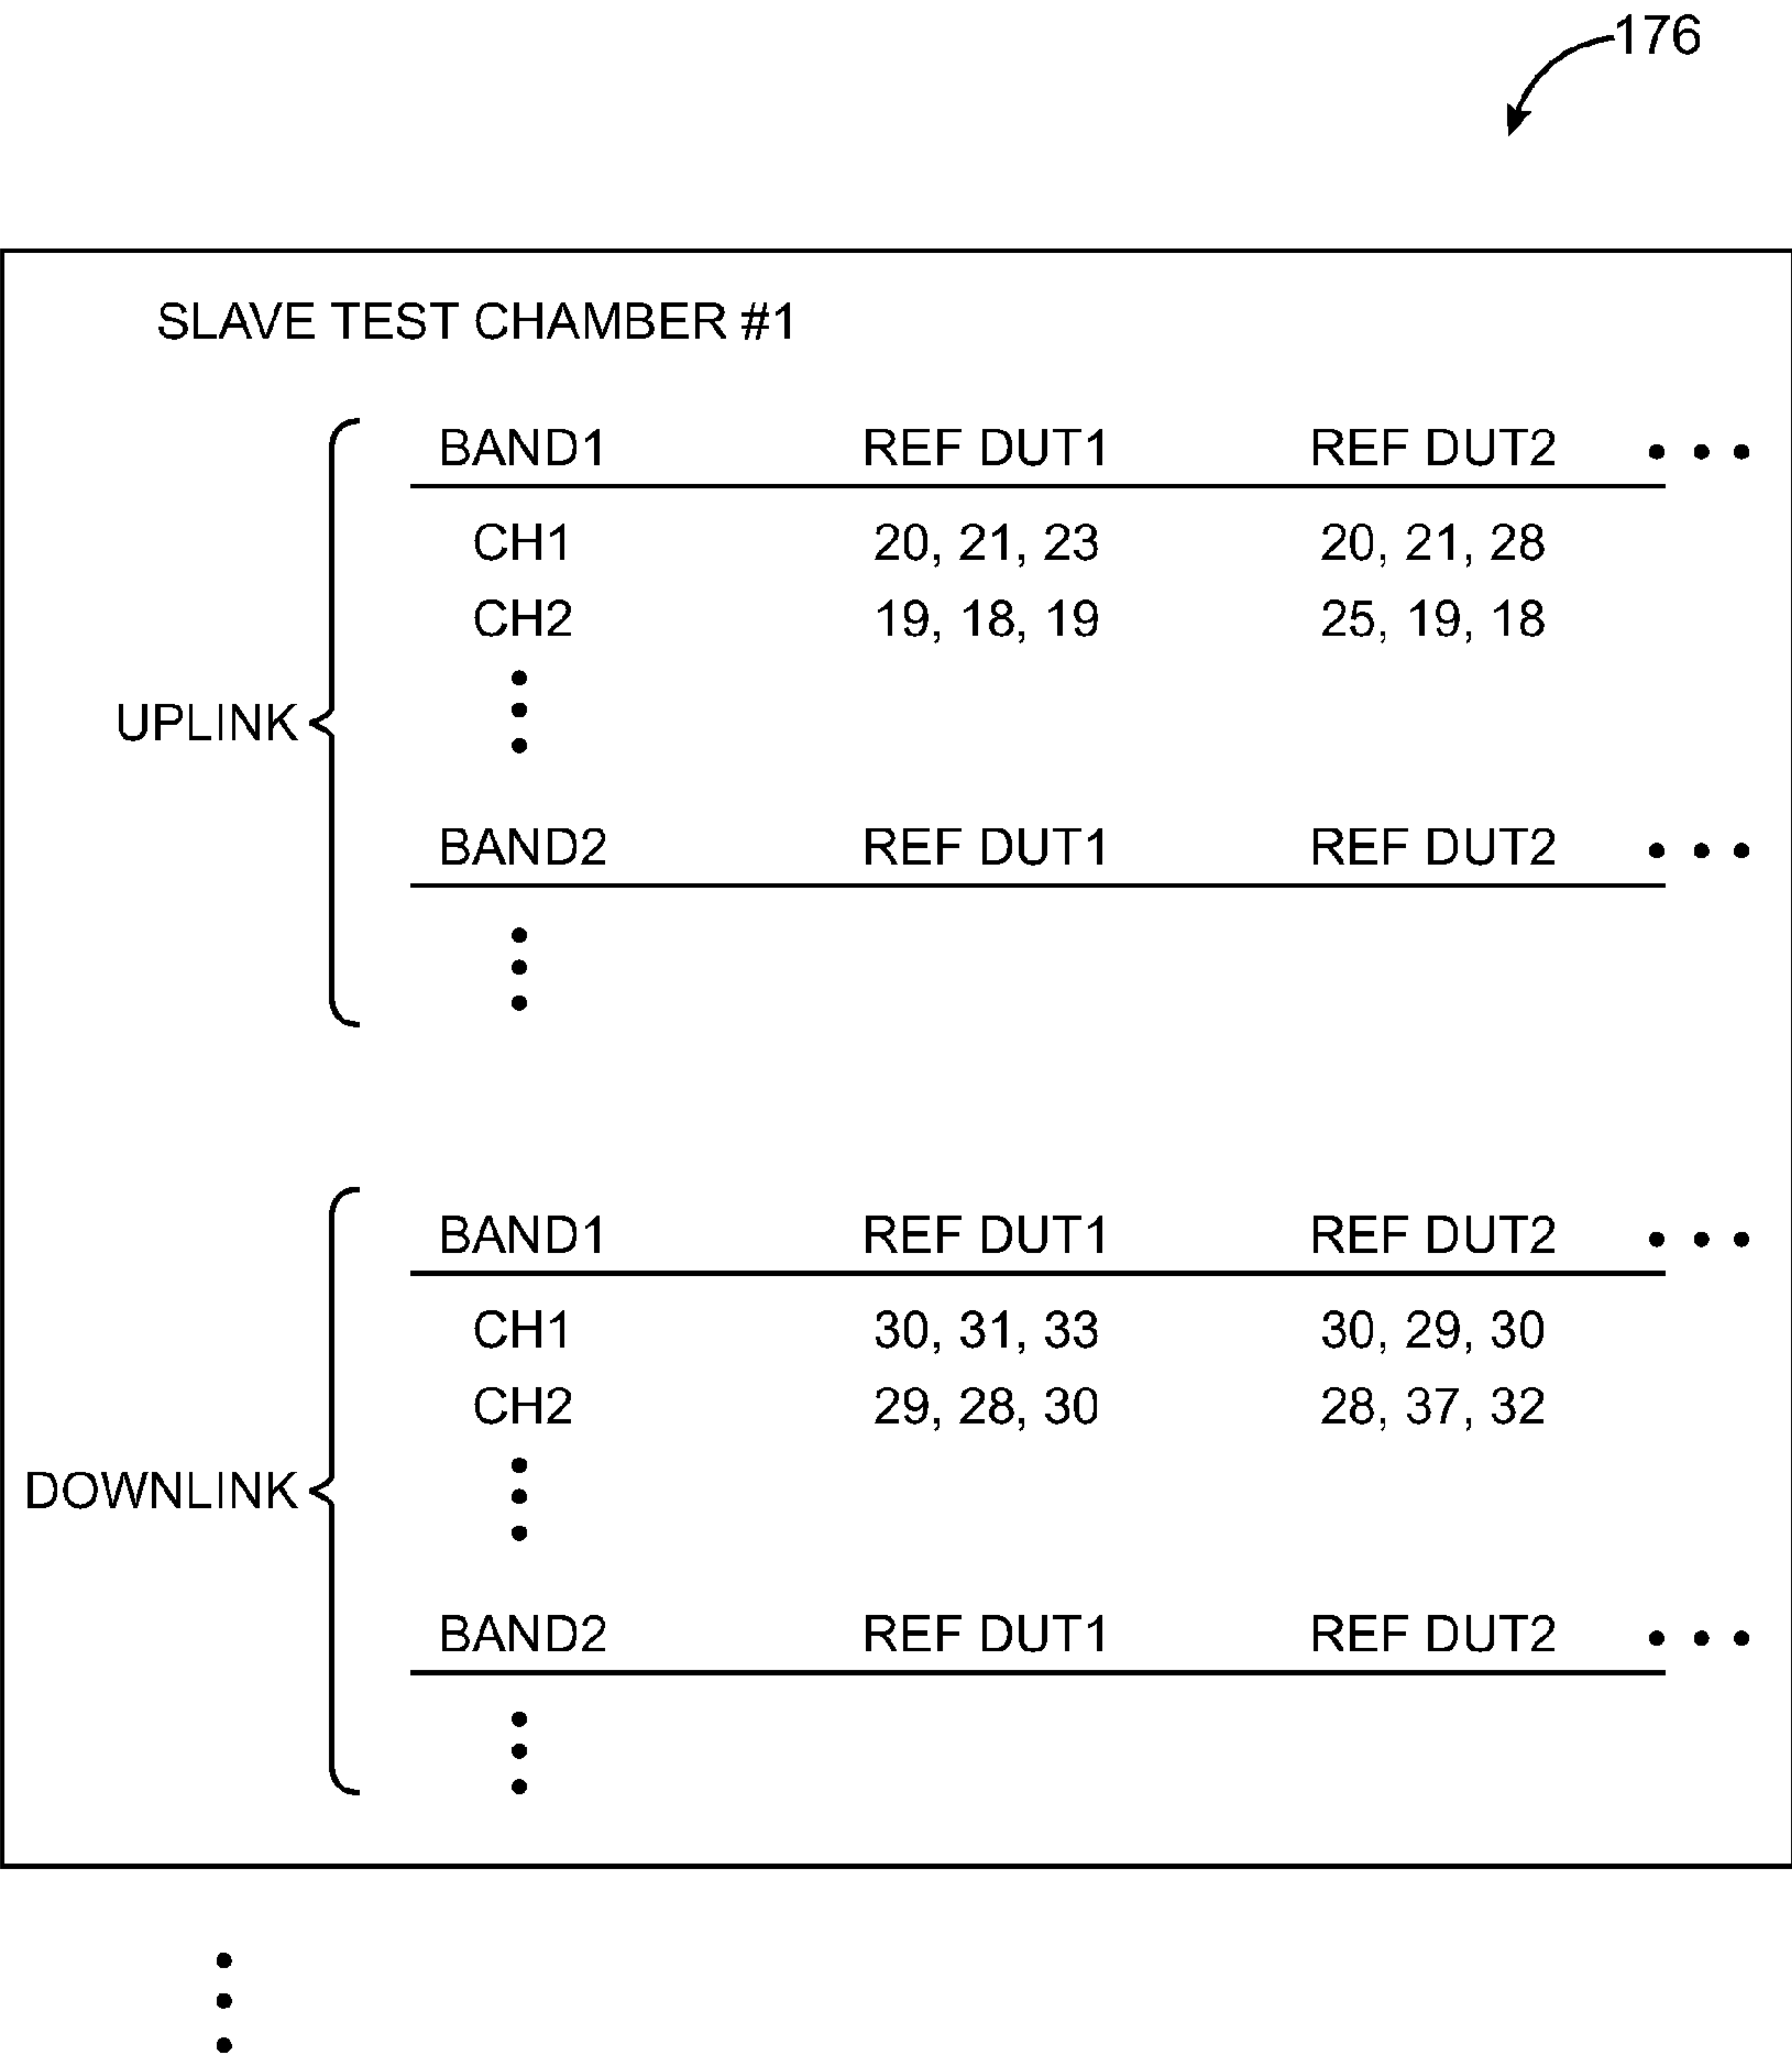 176
SLAVE TEST CHAMBER #1
BAND1 REF DUT1 REF DUT2 • • •
CH1 20, 21, 23 20, 21, 28
CH2 19, 18, 19 25, 19, 18
UPLINK
BAND2 REF DUT1 REF DUT2 • • •
BAND1 REF DUT1 REF DUT2 • • •
CH1 30, 31, 33 30, 29, 30
CH2 29, 28, 30 28, 37, 32
DOWNLINK
BAND2 REF DUT1 REF DUT2 • • •